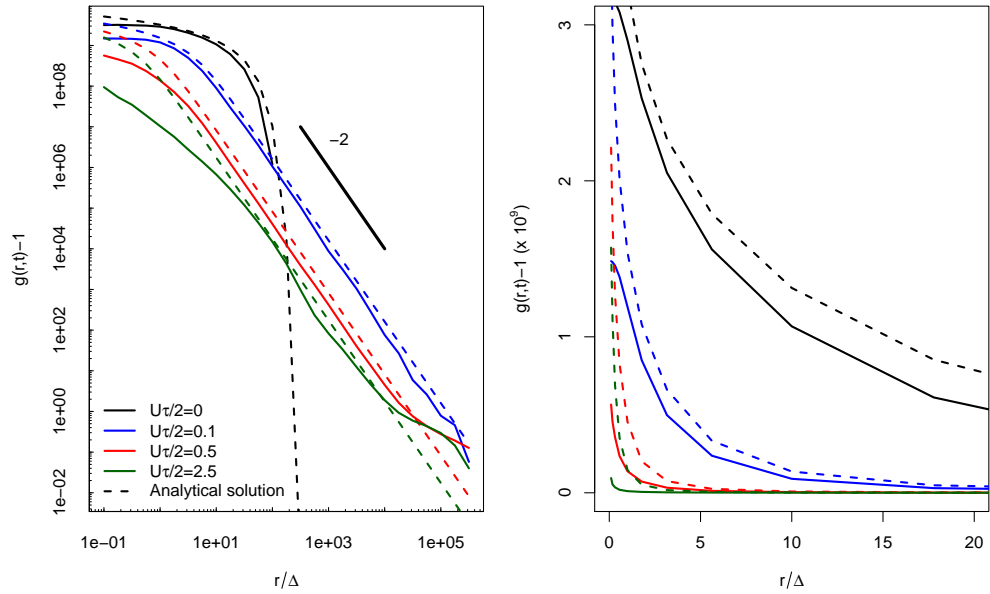 g(r,t)−1
1e−02
1e+00
1e+02
1e+04
1e+06
1e+08
−2
Uτ/2=0
Uτ/2=0.1
Uτ/2=0.5
Uτ/2=2.5
Analytical solution
1e−01
1e+01
1e+03
1e+05
r/Δ
g(r,t)−1 (x 10⁹)
0
1
2
3
0
5
10
15
20
r/Δ